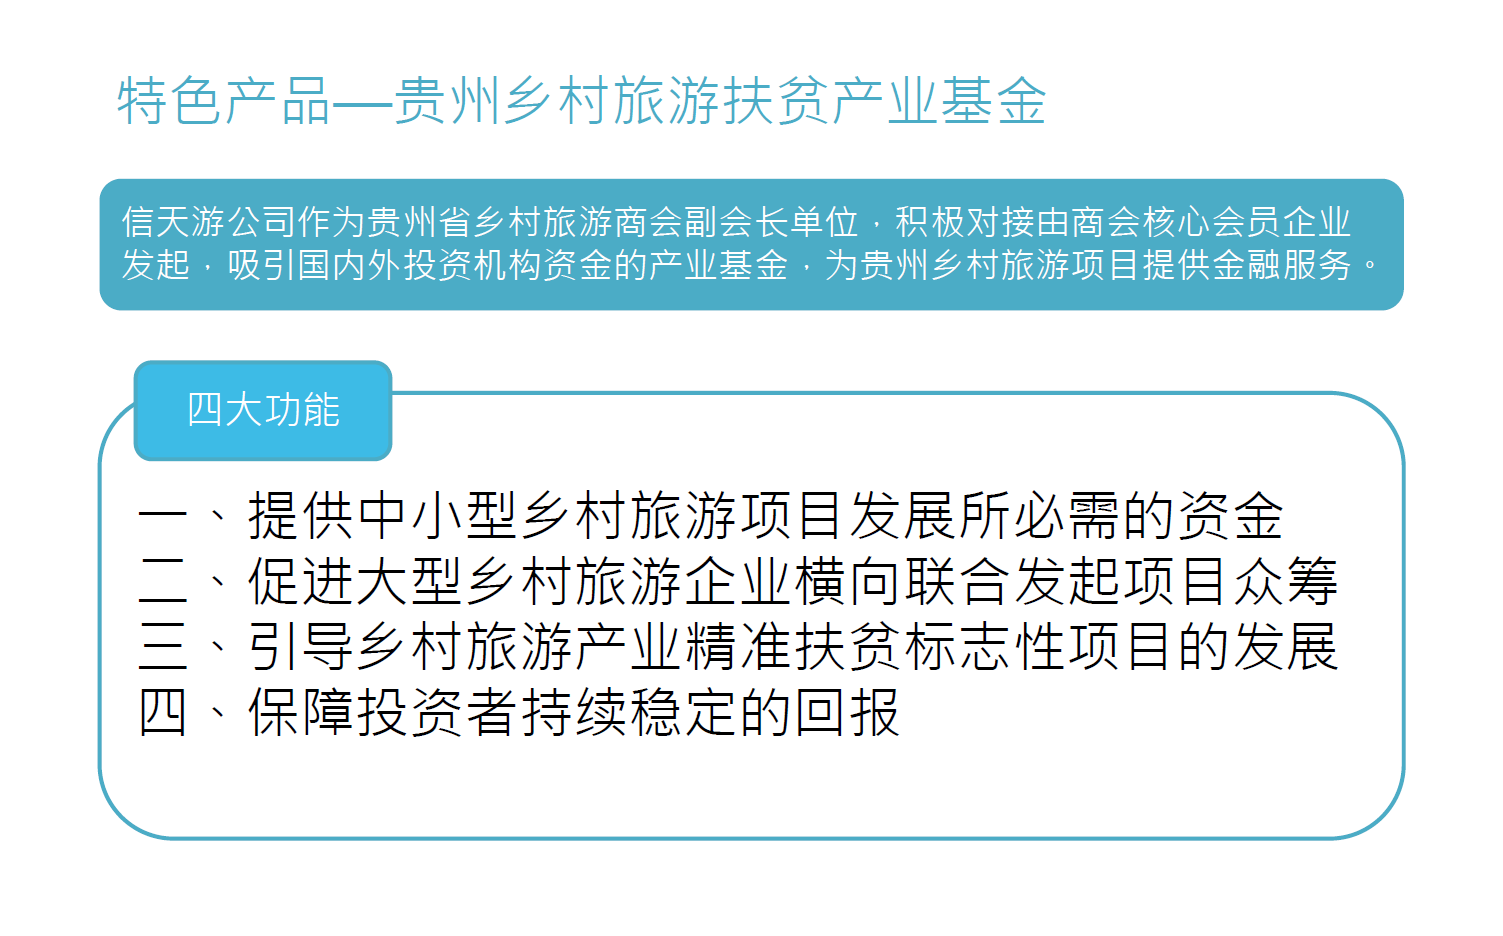 特色产品—贵州乡村旅游扶贫产业基金
信天游公司作为贵州省乡村旅游商会副会长单位，积极对接由商会核心会员企业
发起，吸引国内外投资机构资金的产业基金，为贵州乡村旅游项目提供金融服务。
四大功能
一、提供中小型乡村旅游项目发展所必需的资金
二、促进大型乡村旅游企业横向联合发起项目众筹
三、引导乡村旅游产业精准扶贫标志性项目的发展
四、保障投资者持续稳定的回报